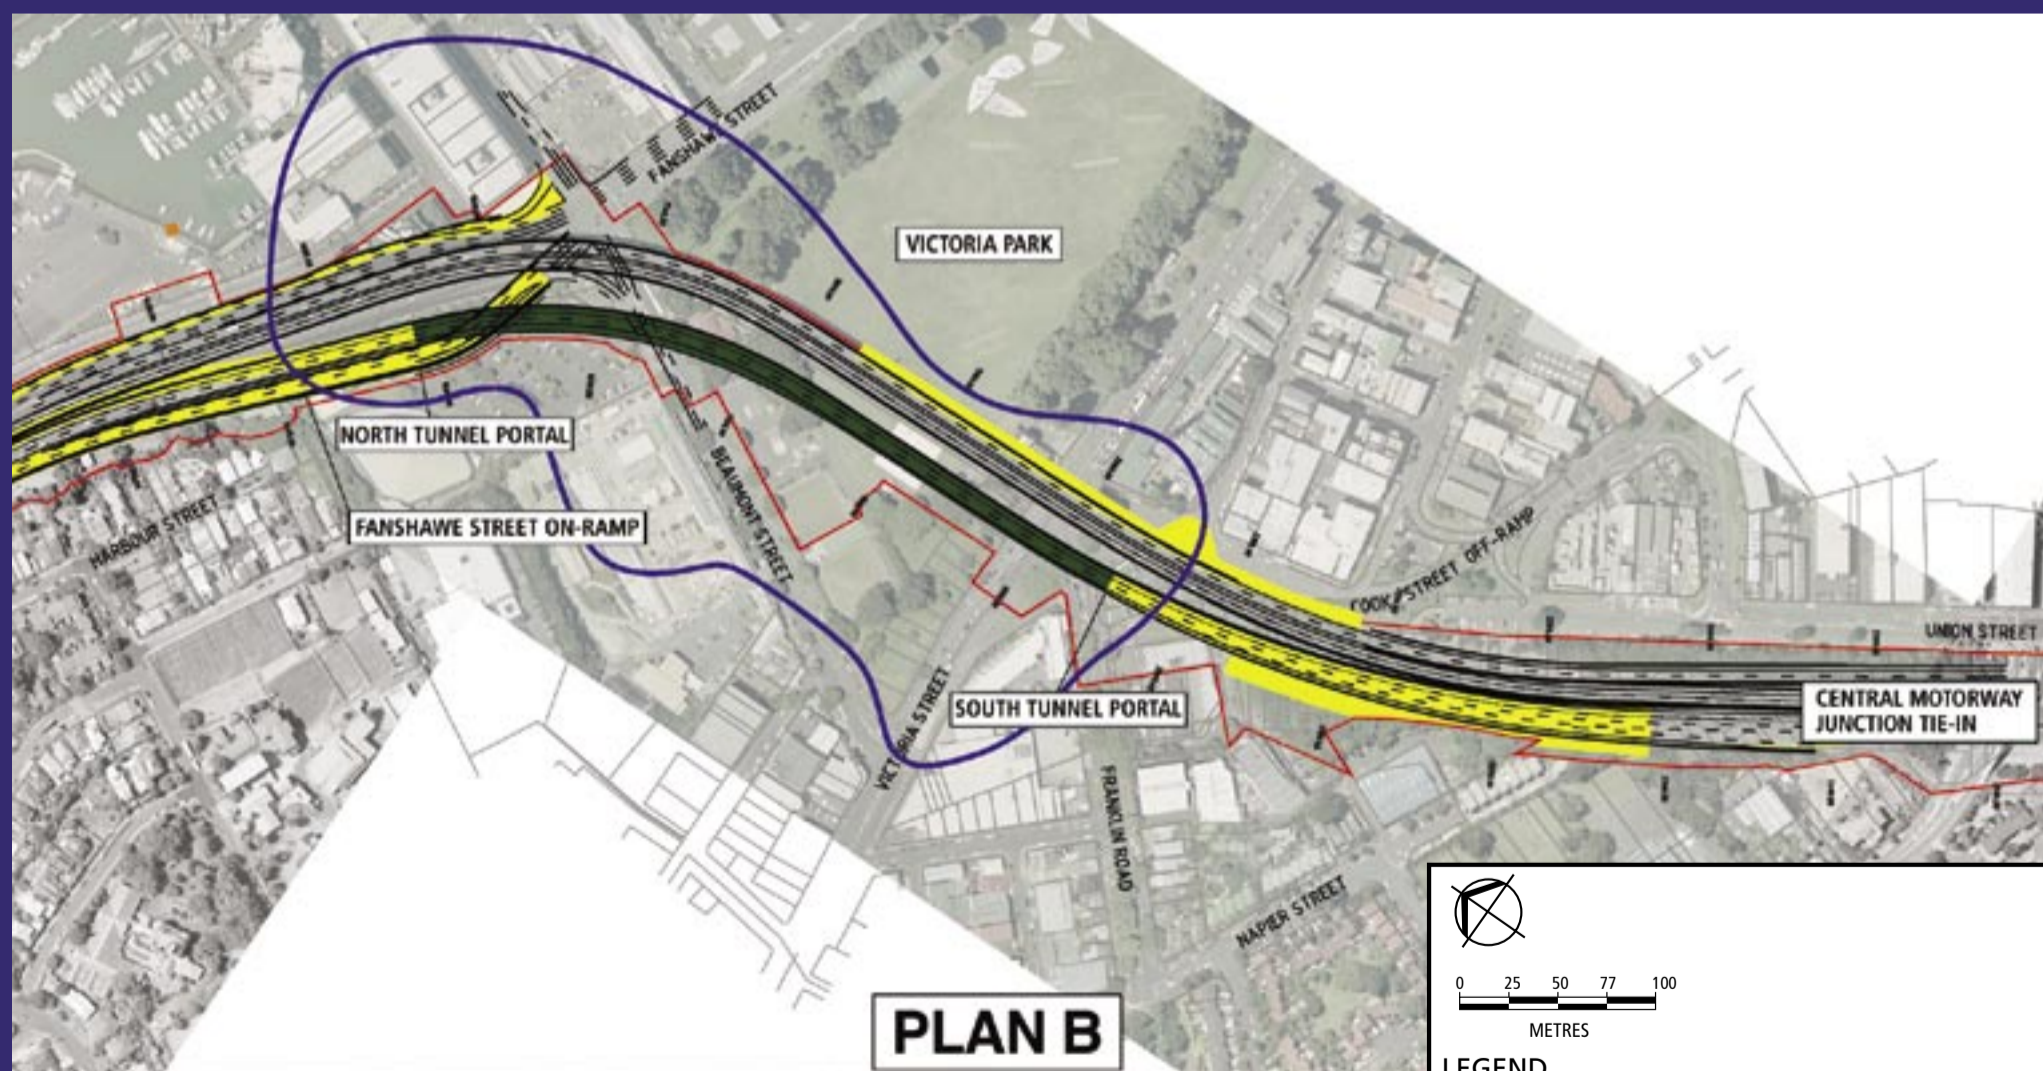 FANSHAWE STREET
VICTORIA PARK
NORTH TUNNEL PORTAL
HARBOUR STREET
FANSHAWE STREET ON-RAMP
BEAUMONT STREET
COOK STREET OFF-RAMP
UNION STREET
VICTORIA STREET
SOUTH TUNNEL PORTAL
CENTRAL MOTORWAY
JUNCTION TIE-IN
FRANKLIN ROAD
NAPIER STREET
PLAN B
0 25 50 77 100
METRES
LEGEND